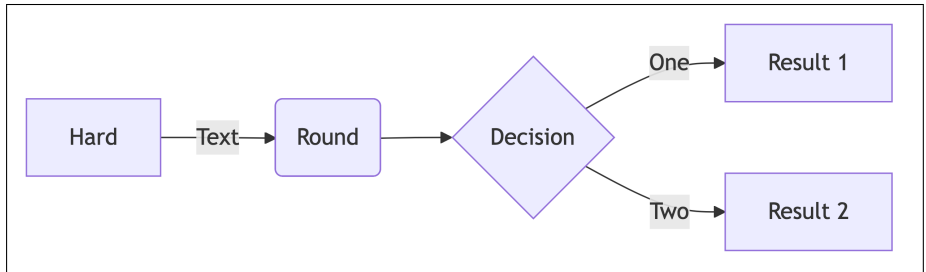 Hard
Text
Round
Decision
One
Result 1
Two
Result 2